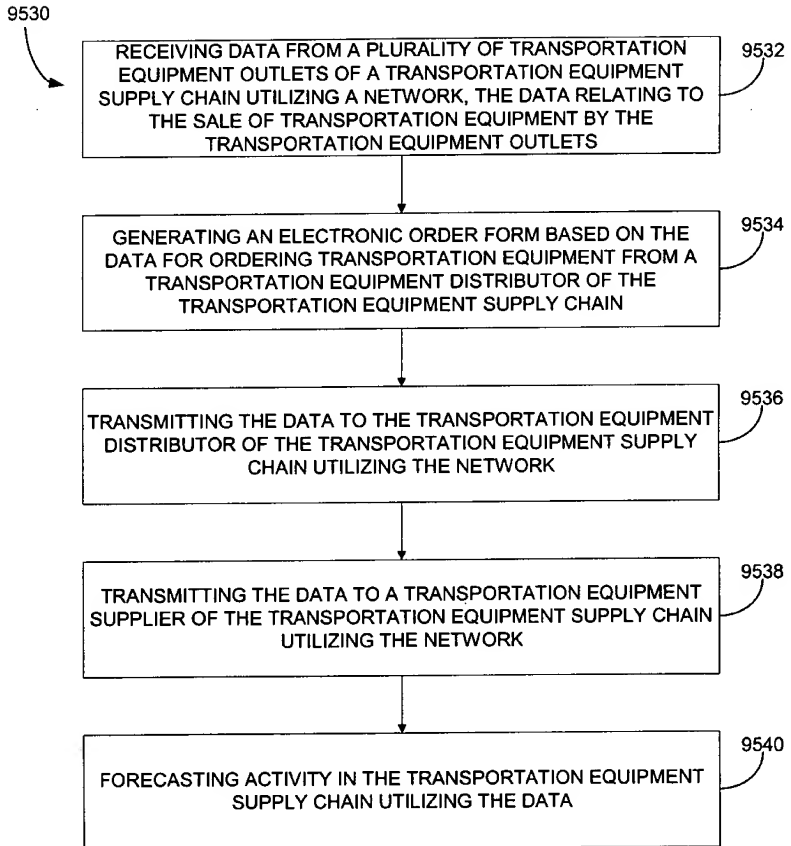 9530
RECEIVING DATA FROM A PLURALITY OF TRANSPORTATION
EQUIPMENT OUTLETS OF A TRANSPORTATION EQUIPMENT
SUPPLY CHAIN UTILIZING A NETWORK, THE DATA RELATING TO
THE SALE OF TRANSPORTATION EQUIPMENT BY THE
TRANSPORTATION EQUIPMENT OUTLETS
9532
GENERATING AN ELECTRONIC ORDER FORM BASED ON THE
DATA FOR ORDERING TRANSPORTATION EQUIPMENT FROM A
TRANSPORTATION EQUIPMENT DISTRIBUTOR OF THE
TRANSPORTATION EQUIPMENT SUPPLY CHAIN
9534
TRANSMITTING THE DATA TO THE TRANSPORTATION EQUIPMENT
DISTRIBUTOR OF THE TRANSPORTATION EQUIPMENT SUPPLY
CHAIN UTILIZING THE NETWORK
9536
TRANSMITTING THE DATA TO A TRANSPORTATION EQUIPMENT
SUPPLIER OF THE TRANSPORTATION EQUIPMENT SUPPLY CHAIN
UTILIZING THE NETWORK
9538
FORECASTING ACTIVITY IN THE TRANSPORTATION EQUIPMENT
SUPPLY CHAIN UTILIZING THE DATA
9540